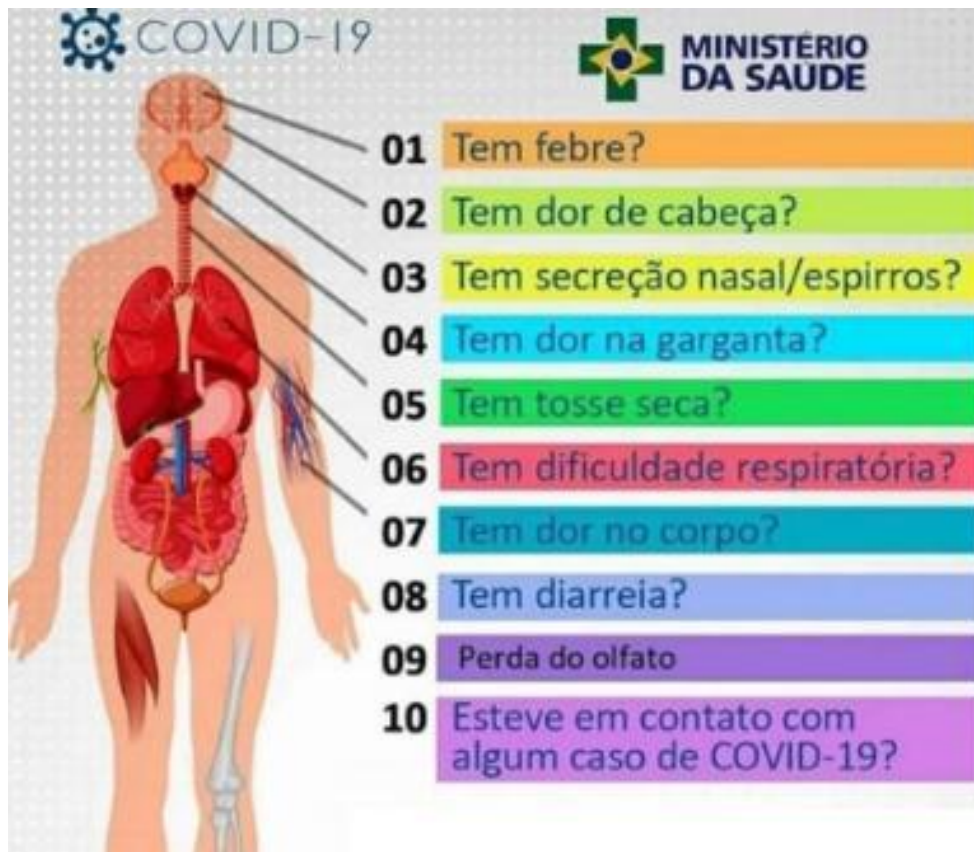 COVID-19
MINISTÉRIO
DA SAÚDE
01 Tem febre?
02 Tem dor de cabeça?
03 Tem secreção nasal/espirros?
04 Tem dor na garganta?
05 Tem tosse seca?
06 Tem dificuldade respiratória?
07 Tem dor no corpo?
08 Tem diarreia?
09 Perda do olfato
10 Esteve em contato com
algum caso de COVID-19?